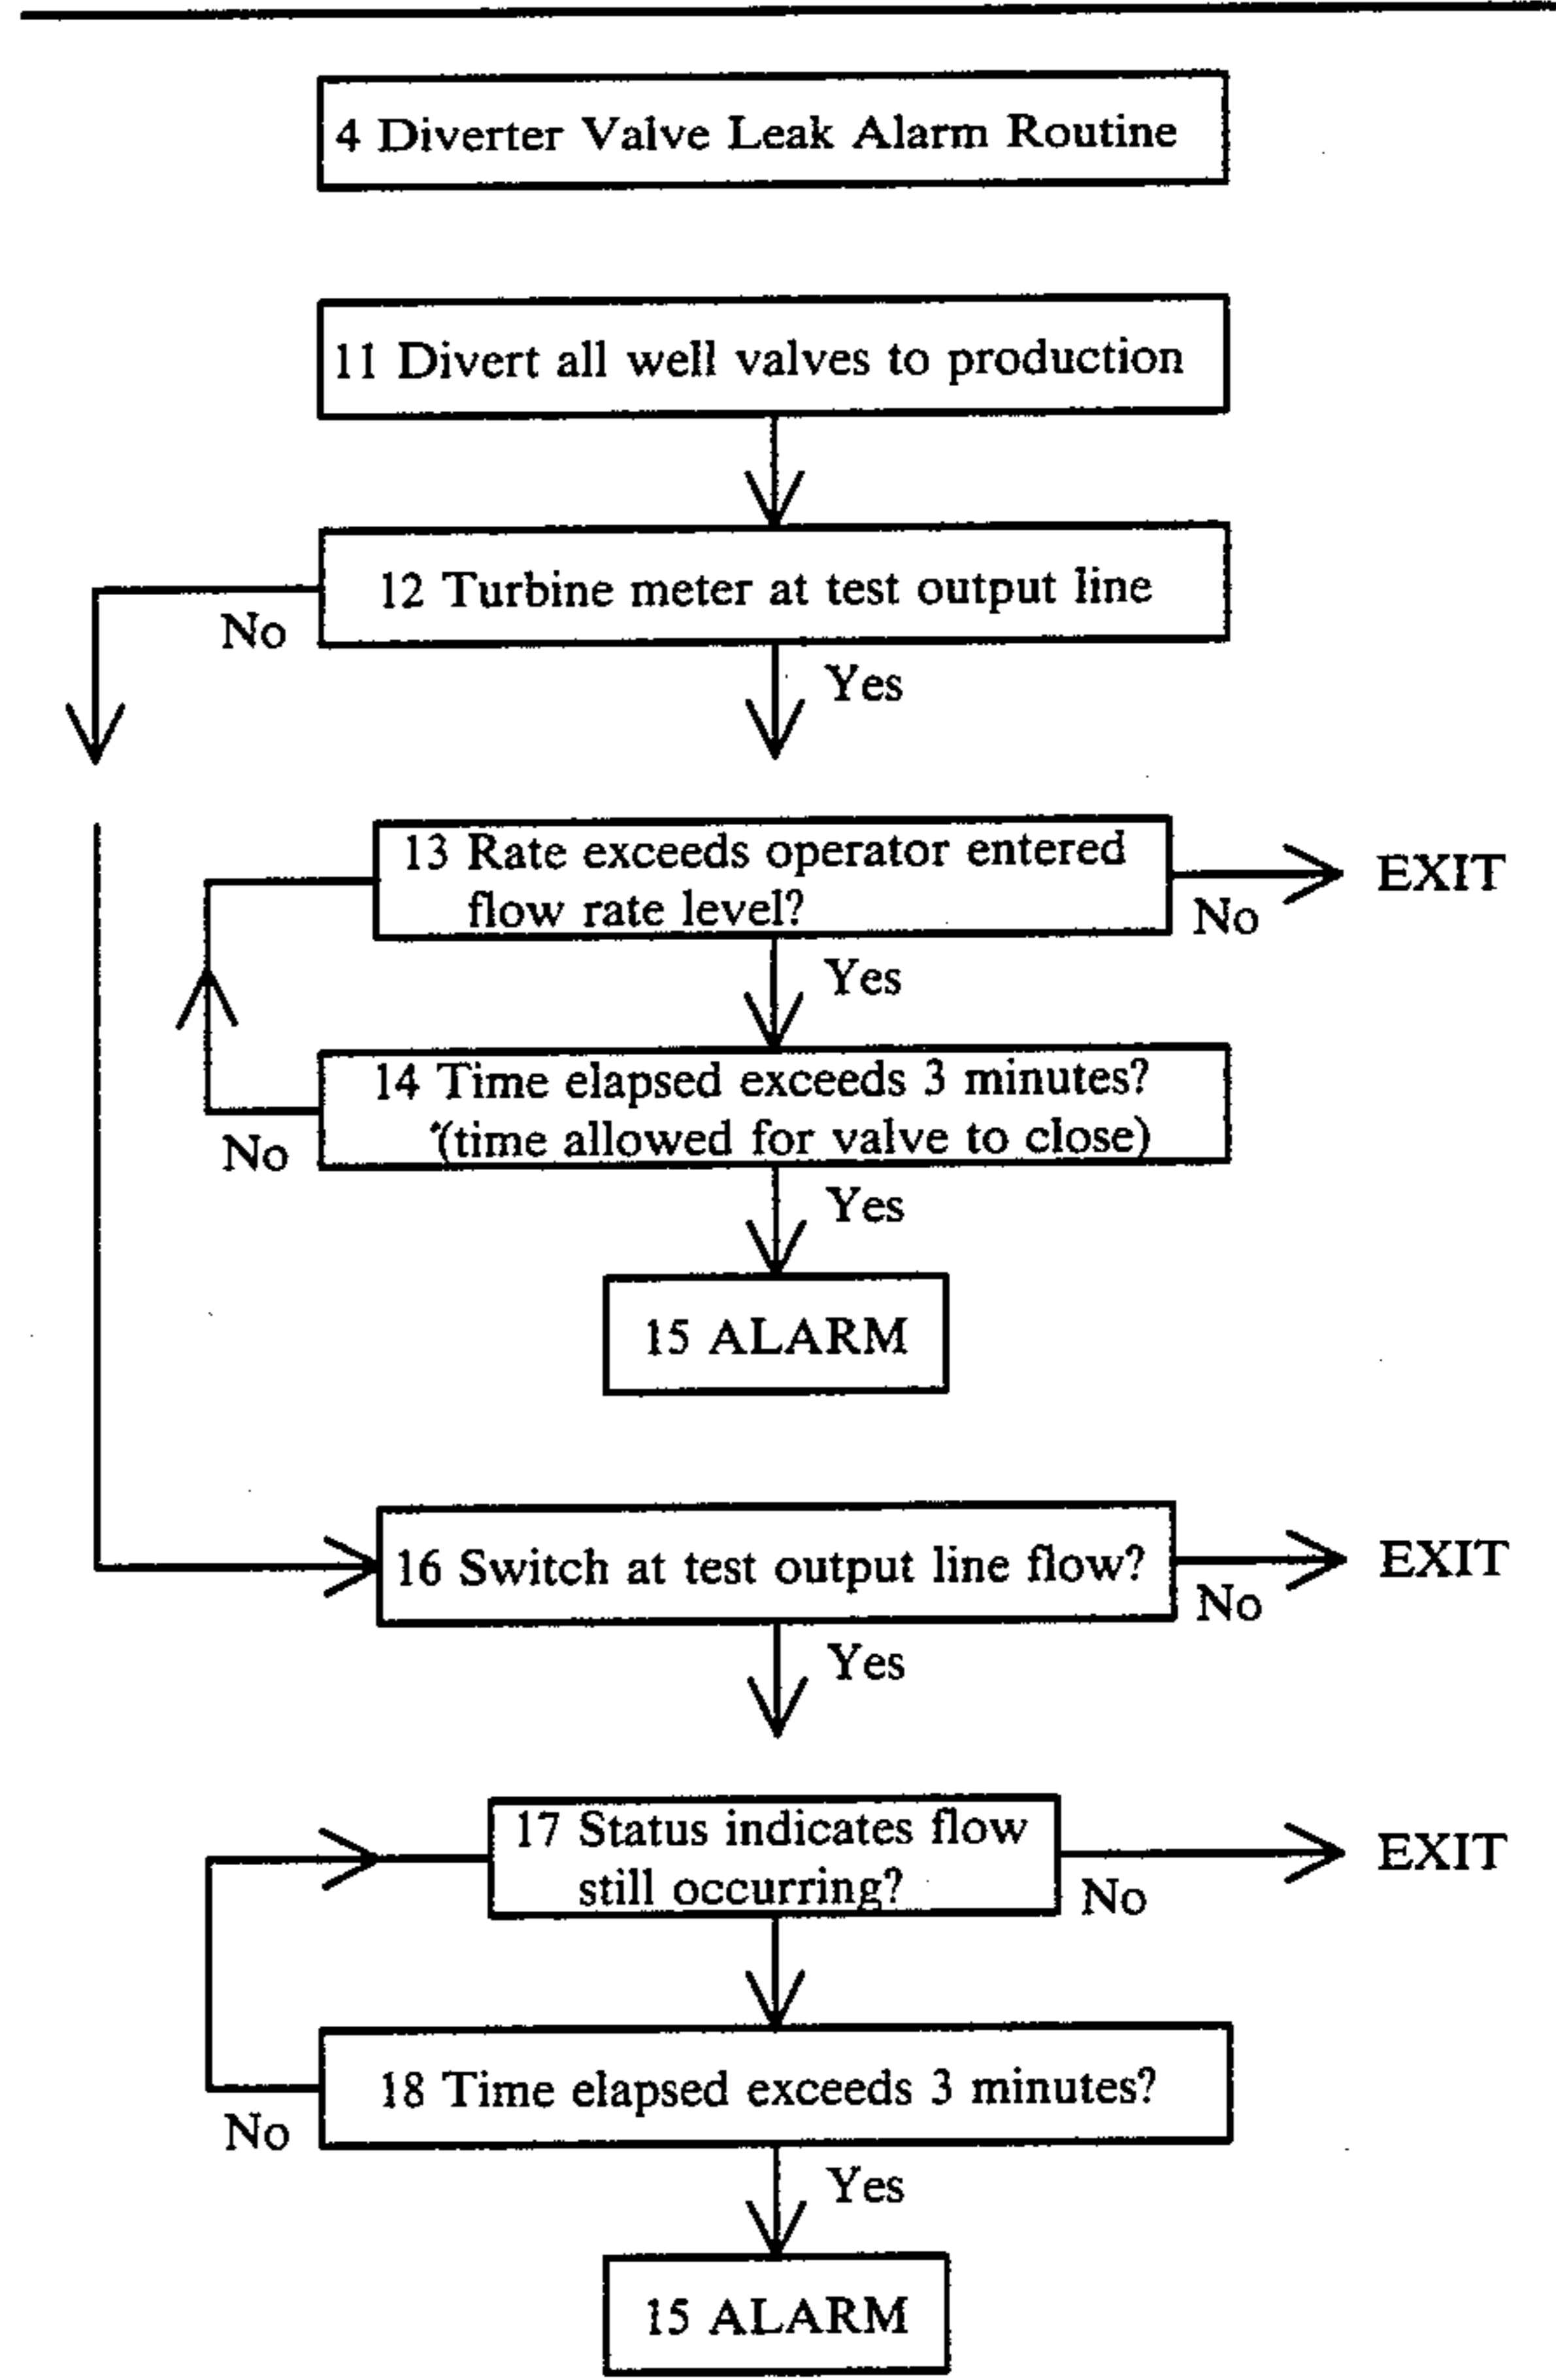 4 Diverter Valve Leak Alarm Routine
11 Divert all well valves to production
12 Turbine meter at test output line
No
Yes
13 Rate exceeds operator entered
flow rate level?
EXIT
No
Yes
14 Time elapsed exceeds 3 minutes?
(time allowed for valve to close)
No
Yes
15 ALARM
16 Switch at test output line flow?
EXIT
No
Yes
17 Status indicates flow
still occurring?
EXIT
No
18 Time elapsed exceeds 3 minutes?
No
Yes
15 ALARM